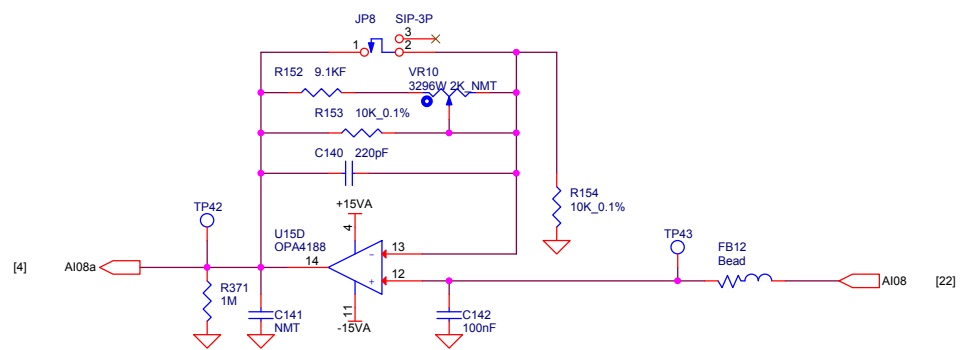 JP8 SIP-3P
3
1 2
R152 9.1KF VR10
3296W 2K_NMT
R153 10K_0.1%
C140 220pF
R154
10K_0.1%
TP42
+15VA
4
U15D
OPA4188
13
TP43
FB12
Bead
[4] AI08a 14 12 AI08 [22]
R371
1M
C141
NMT
11
-15VA
C142
100nF